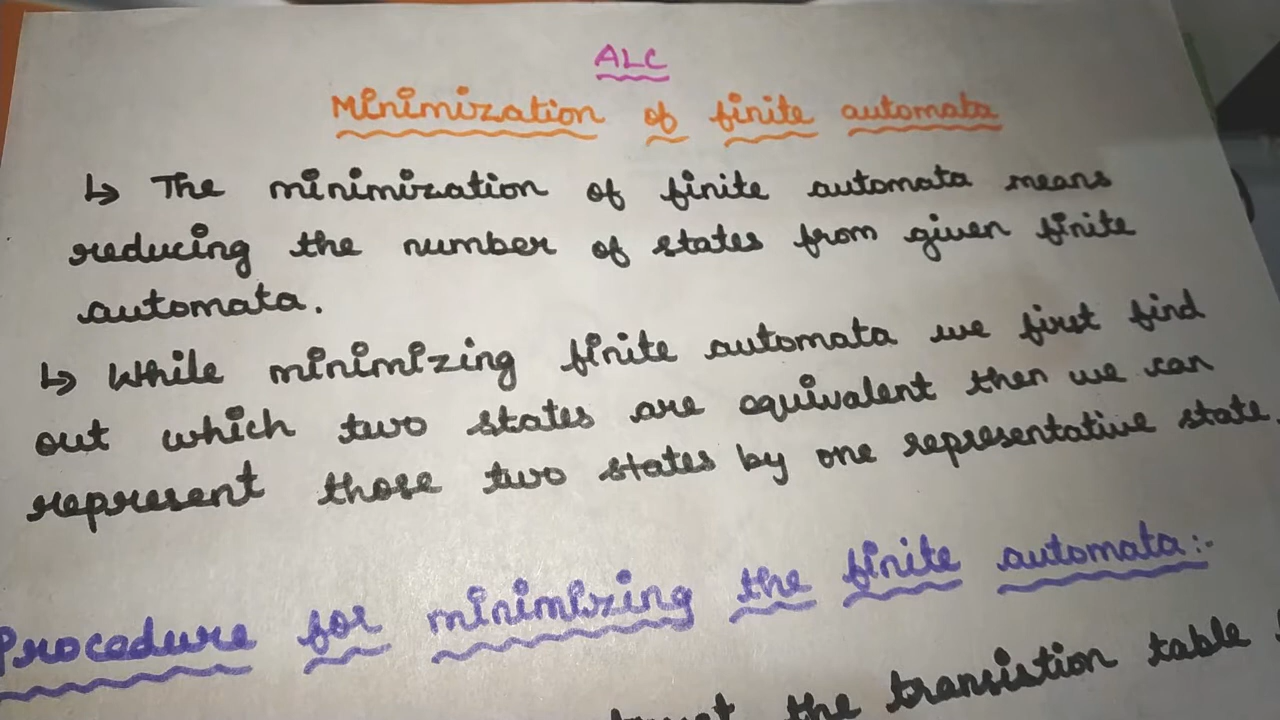 ALC
Minimization of finite automata
↳ The minimization of finite automata means
reducing the number of states from given finite
automata.
↳ While minimizing finite automata we first find
out which two states are equivalent then we can
represent those two states by one representative state.
Procedure for minimizing the finite automata:-
the transistion table